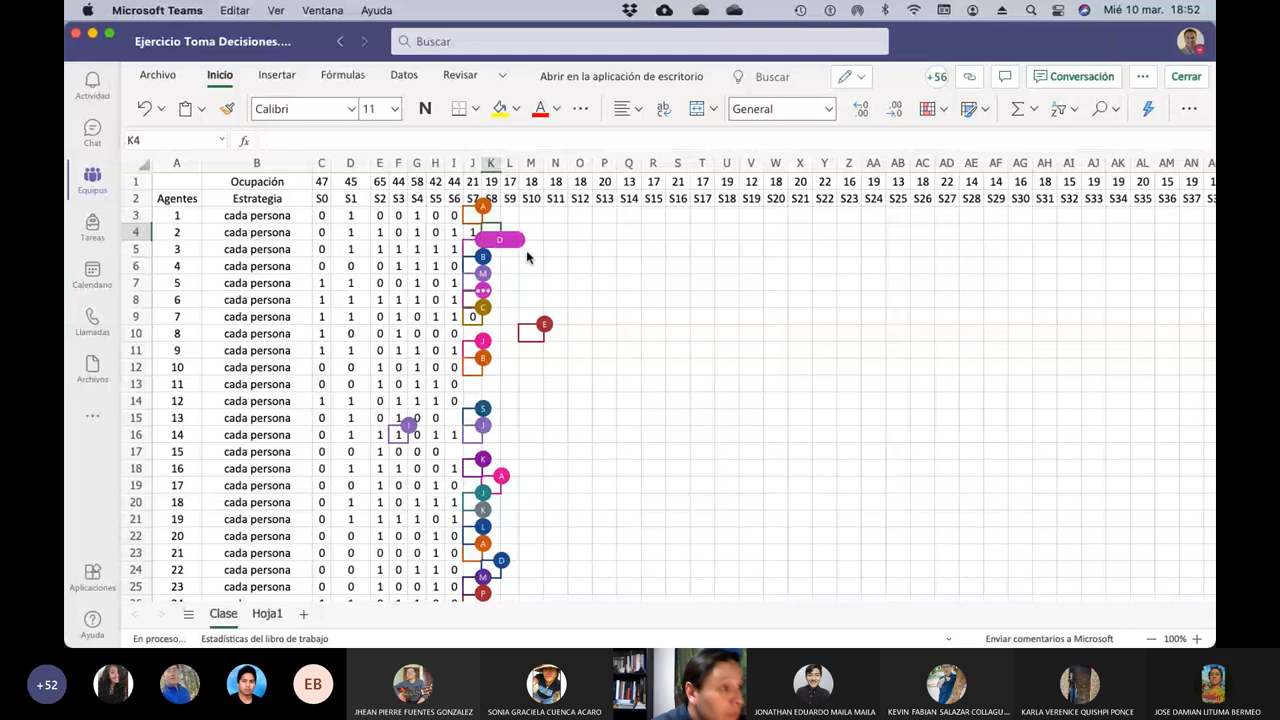 Microsoft Teams Editar Ver Ventana Ayuda Mié 10 mar. 18:52
Ejercicio Toma Decisiones.... Buscar
Actividad
Chat
Equipos
Tareas
Calendario
Llamadas
Archivos
Aplicaciones
Ayuda
Archivo Inicio Insertar Fórmulas Datos Revisar Abrir en la aplicación de escritorio Buscar +56 Conversación Cerrar
Calibri 11 N A General
K4 fx
A B C D E F G H I J K L M N O P Q R S T U V W X Y Z AA AB AC AD AE AF AG AH AI AJ AK AL AM AN
1 Ocupación 47 45 65 44 58 42 44 21 19 17 18 18 18 20 13 17 21 17 18 19 12 18 20 22 16
2 Agentes Estrategia S0 S1 S2 S3 S4 S5 S6 S7 S8 S9 S10 S11 S12 S13 S14 S15 S16 S17 S18 S19 S20 S21 S22 S23 S24 S25 S26 S27 S28 S29 S30 S31 S32 S33 S34 S35 S36 S37
3 1 cada persona 0 1 0 0 1 0 0 A
4 2 cada persona 0 1 1 0 1 0 1 1
5 3 cada persona 0 1 1 1 1 1 1 D
6 4 cada persona 0 0 0 1 1 1 0 B
7 5 cada persona 1 1 0 1 1 0 0 M
8 6 cada persona 1 1 1 1 1 0 1
9 7 cada persona 1 1 1 0 1 1 1 0 C
10 8 cada persona 1 0 1 0 0 1 0 E
11 9 cada persona 1 1 0 1 1 0 1 J
12 10 cada persona 0 0 1 0 1 0 0 B
13 11 cada persona 0 0 1 0 1 1 0
14 12 cada persona 1 1 1 0 1 1 0
15 13 cada persona 0 1 0 1 0 0 S
16 14 cada persona 0 1 1 1 0 1 1 J
17 15 cada persona 0 0 1 0 0 0
18 16 cada persona 0 1 1 1 0 0 1 K
19 17 cada persona 0 1 0 0 1 0 0 A
20 18 cada persona 0 1 1 0 1 1 1 J
21 19 cada persona 0 1 1 1 1 0 1 K
22 20 cada persona 0 0 1 0 0 1 0 L
23 21 cada persona 0 0 0 0 0 1 0 A
24 22 cada persona 0 0 1 0 1 1 0 D
25 23 cada persona 0 0 1 0 0 1 0 M
P
Clase Hoja1
En proceso... Estadísticas del libro de trabajo Enviar comentarios a Microsoft 100%
+52 EB
JHEAN PIERRE FUENTES GONZALEZ SONIA GRACIELA CUENCA ACARO JONATHAN EDUARDO MAILA MAILA KEVIN FABIAN SALAZAR COLLAGU... KARLA VERENICE QUISHPI PONCE JOSE DAMIAN LITUMA BERMEO